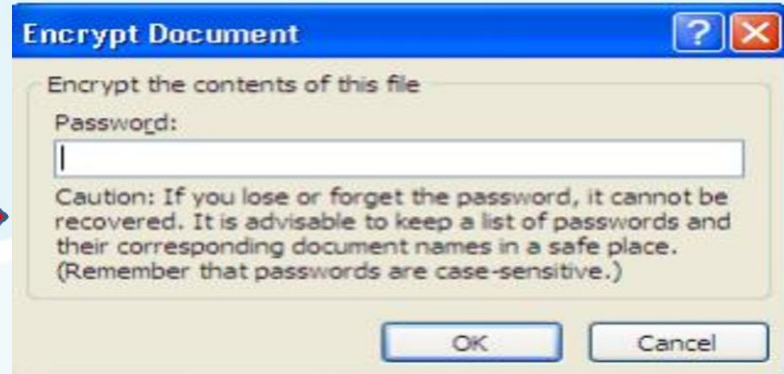 Encrypt Document
Encrypt the contents of this file
Password:
Caution: If you lose or forget the password, it cannot be
recovered. It is advisable to keep a list of passwords and
their corresponding document names in a safe place.
(Remember that passwords are case-sensitive.)
OK Cancel